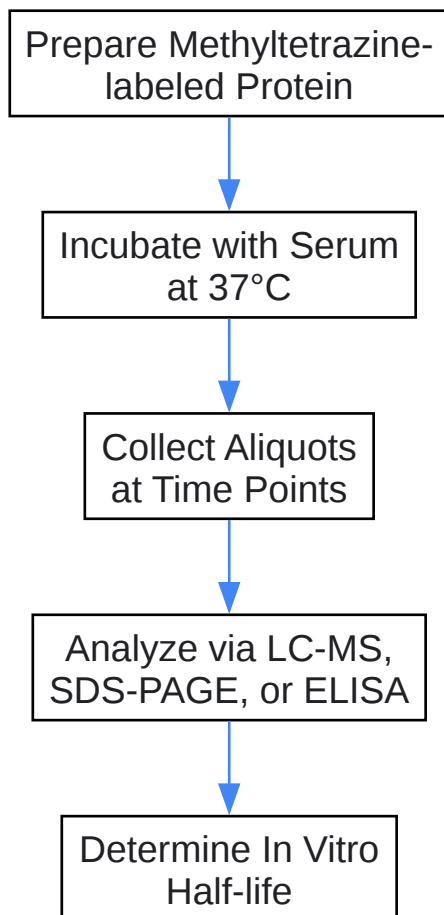 Prepare Methyltetrazine-
labeled Protein
Incubate with Serum
at 37°C
Collect Aliquots
at Time Points
Analyze via LC-MS,
SDS-PAGE, or ELISA
Determine In Vitro
Half-life